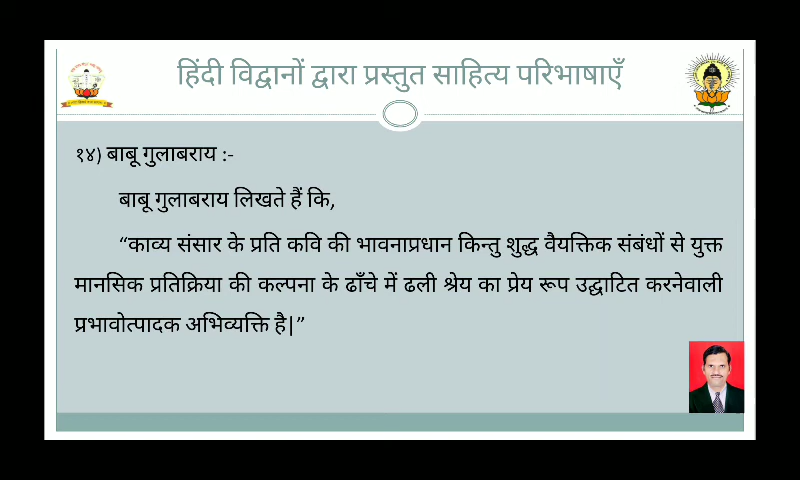 हिंदी विद्वानों द्वारा प्रस्तुत साहित्य परिभाषाएँ
१४) बाबू गुलाबराय :-
बाबू गुलाबराय लिखते हैं कि,
“काव्य संसार के प्रति कवि की भावनाप्रधान किन्तु शुद्ध वैयक्तिक संबंधों से युक्त
मानसिक प्रतिक्रिया की कल्पना के ढाँचे में ढली श्रेय का प्रेय रूप उद्घाटित करनेवाली
प्रभावोत्पादक अभिव्यक्ति है|”